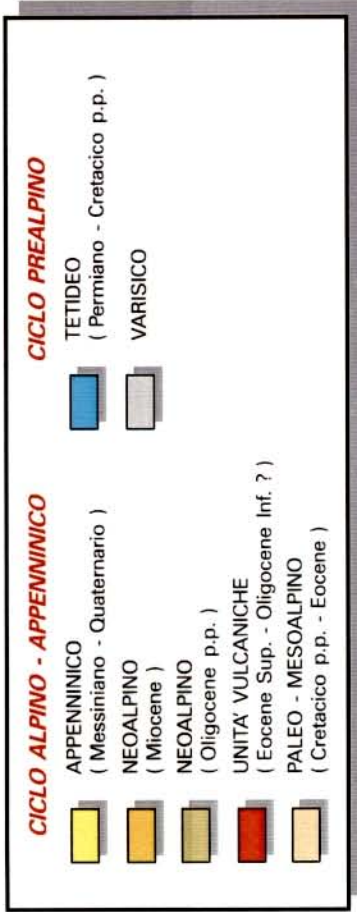 CICLO ALPINO - APPENNINICO
APPENNINICO
( Messiniano - Quaternario )
NEOALPINO
( Miocene )
NEOALPINO
( Oligocene p.p. )
UNITA' VULCANICHE
( Eocene Sup. - Oligocene Inf. ? )
PALEO - MESOALPINO
( Cretacico p.p. - Eocene )
CICLO PREALPINO
TETIDEO
( Permiano - Cretacico p.p. )
VARISICO